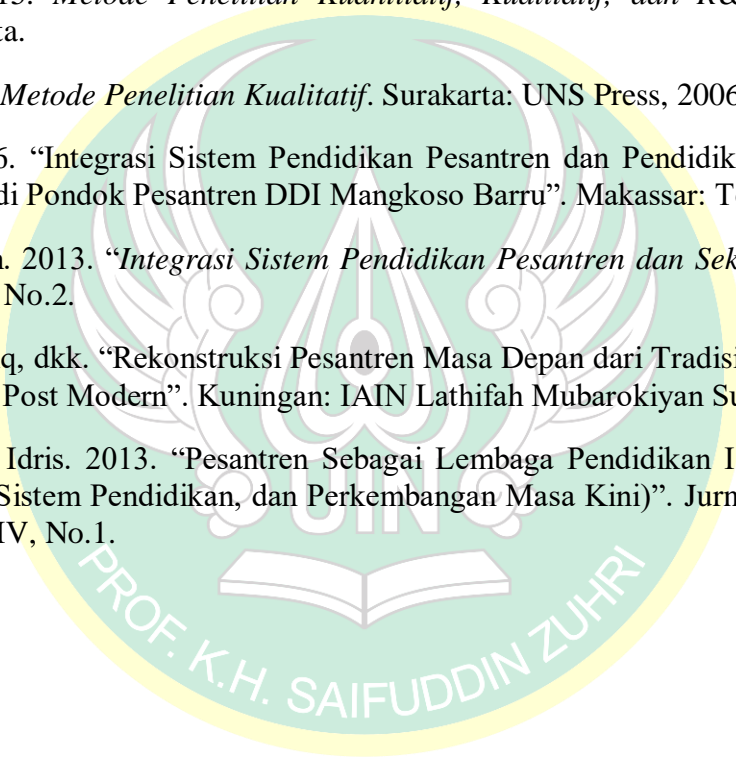 13. Metode Penelitian Kuantitatif, Kualitatif, dan R&
ta.
Metode Penelitian Kualitatif. Surakarta: UNS Press, 2006
6. “Integrasi Sistem Pendidikan Pesantren dan Pendidik
di Pondok Pesantren DDI Mangkoso Barru”. Makassar: T
. 2013. “Integrasi Sistem Pendidikan Pesantren dan Sek
No.2.
q, dkk. “Rekonstruksi Pesantren Masa Depan dari Tradisi
Post Modern”. Kuningan: IAIN Lathifah Mubarokiyan Su
Idris. 2013. “Pesantren Sebagai Lembaga Pendidikan I
Sistem Pendidikan, dan Perkembangan Masa Kini)”. Jurn
IV, No.1.
UIN
PROF. K.H. SAIFUDDIN ZUHRI